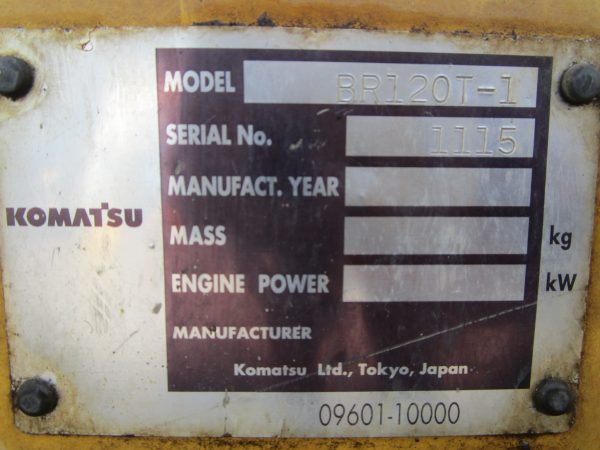 MODEL BR120T-1
SERIAL No. 1115
MANUFACT. YEAR
KOMATSU
MASS kg
ENGINE POWER kW
MANUFACTURER
Komatsu Ltd., Tokyo, Japan
09601-10000